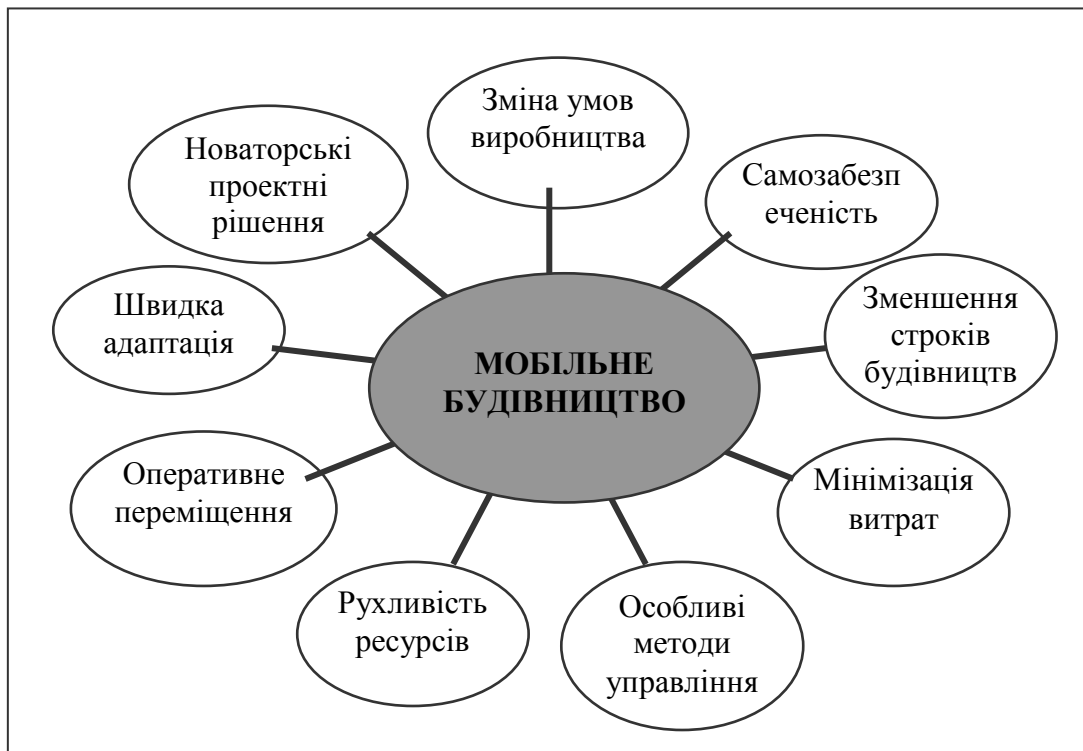 Зміна умов
виробництва
Новаторські
проектні
рішення
Самозабезп
еченість
Швидка
адаптація
Зменшення
строків
будівництв
МОБІЛЬНЕ
БУДІВНИЦТВО
Оперативне
переміщення
Мінімізація
витрат
Рухливість
ресурсів
Особливі
методи
управління